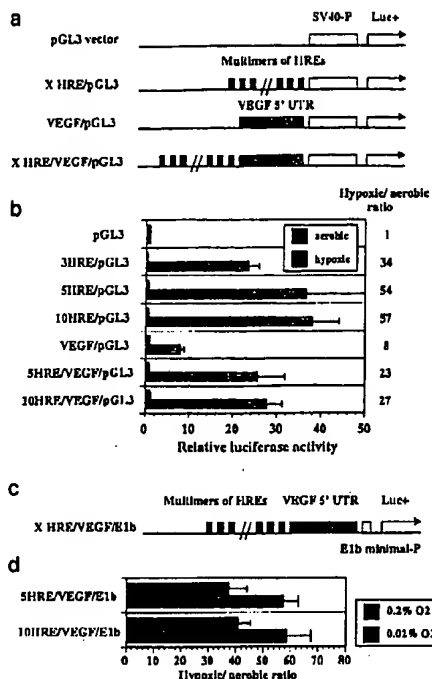 a
SV40-P Luc+
pGL3 vector
Multimers of HREs
X HRE/pGL3
VEGF 5' UTR
VEGF/pGL3
X HRE/VEGF/pGL3
Hypoxic/ aerobic
ratio
b
pGL3 1
aerobic
hypoxic
3HRE/pGL3 34
5HRE/pGL3 54
10HRE/pGL3 57
VEGF/pGL3 8
5HRE/VEGF/pGL3 23
10HRE/VEGF/pGL3 27
0 10 20 30 40 50
Relative luciferase activity
c
Multimers of HREs VEGF 5' UTR Luc+
X HRE/VEGF/E1b
E1b minimal-P
d
5HRE/VEGF/E1b
10HRE/VEGF/E1b
0.2% O2
0.02% O2
0 10 20 30 40 50 60 70 80
Hypoxic/ aerobic ratio